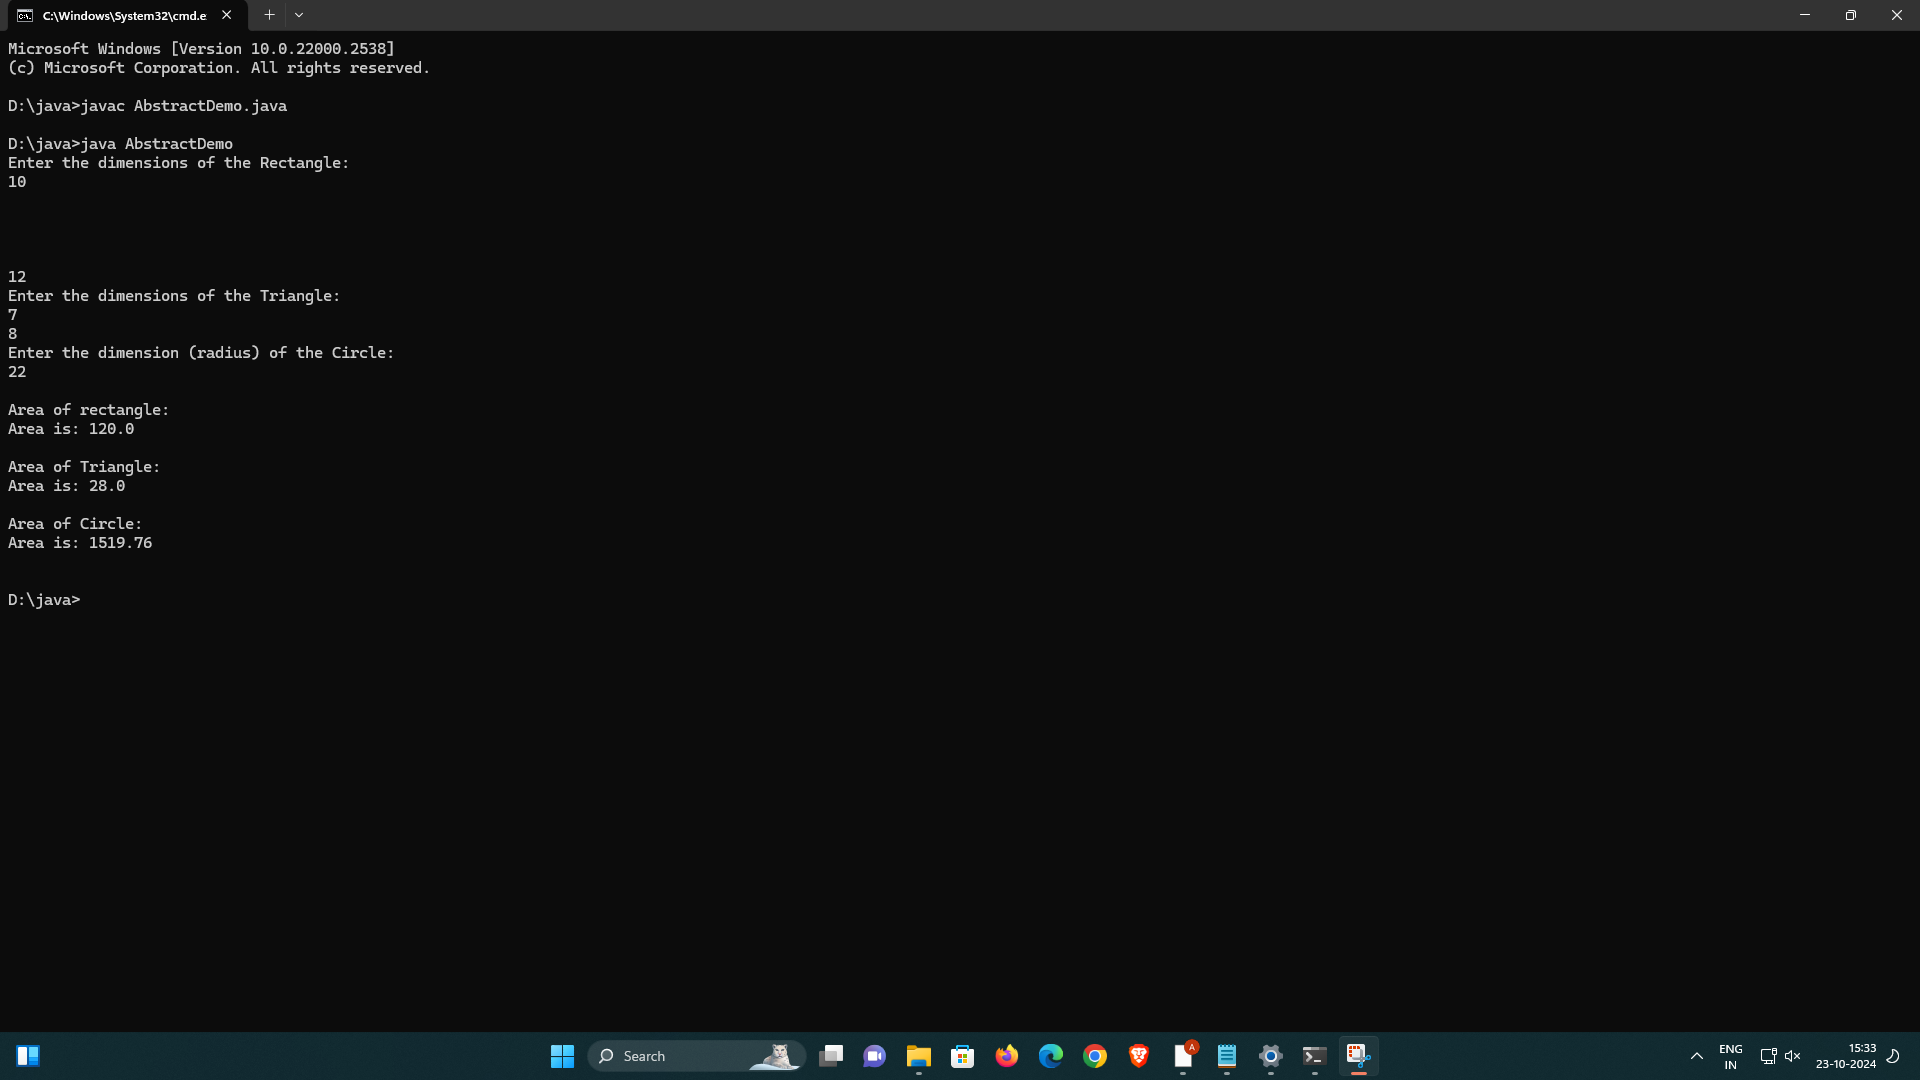 C:\Windows\System32\cmd.e
Microsoft Windows [Version 10.0.22000.2538]
(c) Microsoft Corporation. All rights reserved.
D:\java>javac AbstractDemo.java
D:\java>java AbstractDemo
Enter the dimensions of the Rectangle:
10
12
Enter the dimensions of the Triangle:
7
8
Enter the dimension (radius) of the Circle:
22
Area of rectangle:
Area is: 120.0
Area of Triangle:
Area is: 28.0
Area of Circle:
Area is: 1519.76
D:\java>
Search
A
ENG
IN
15:33
23-10-2024